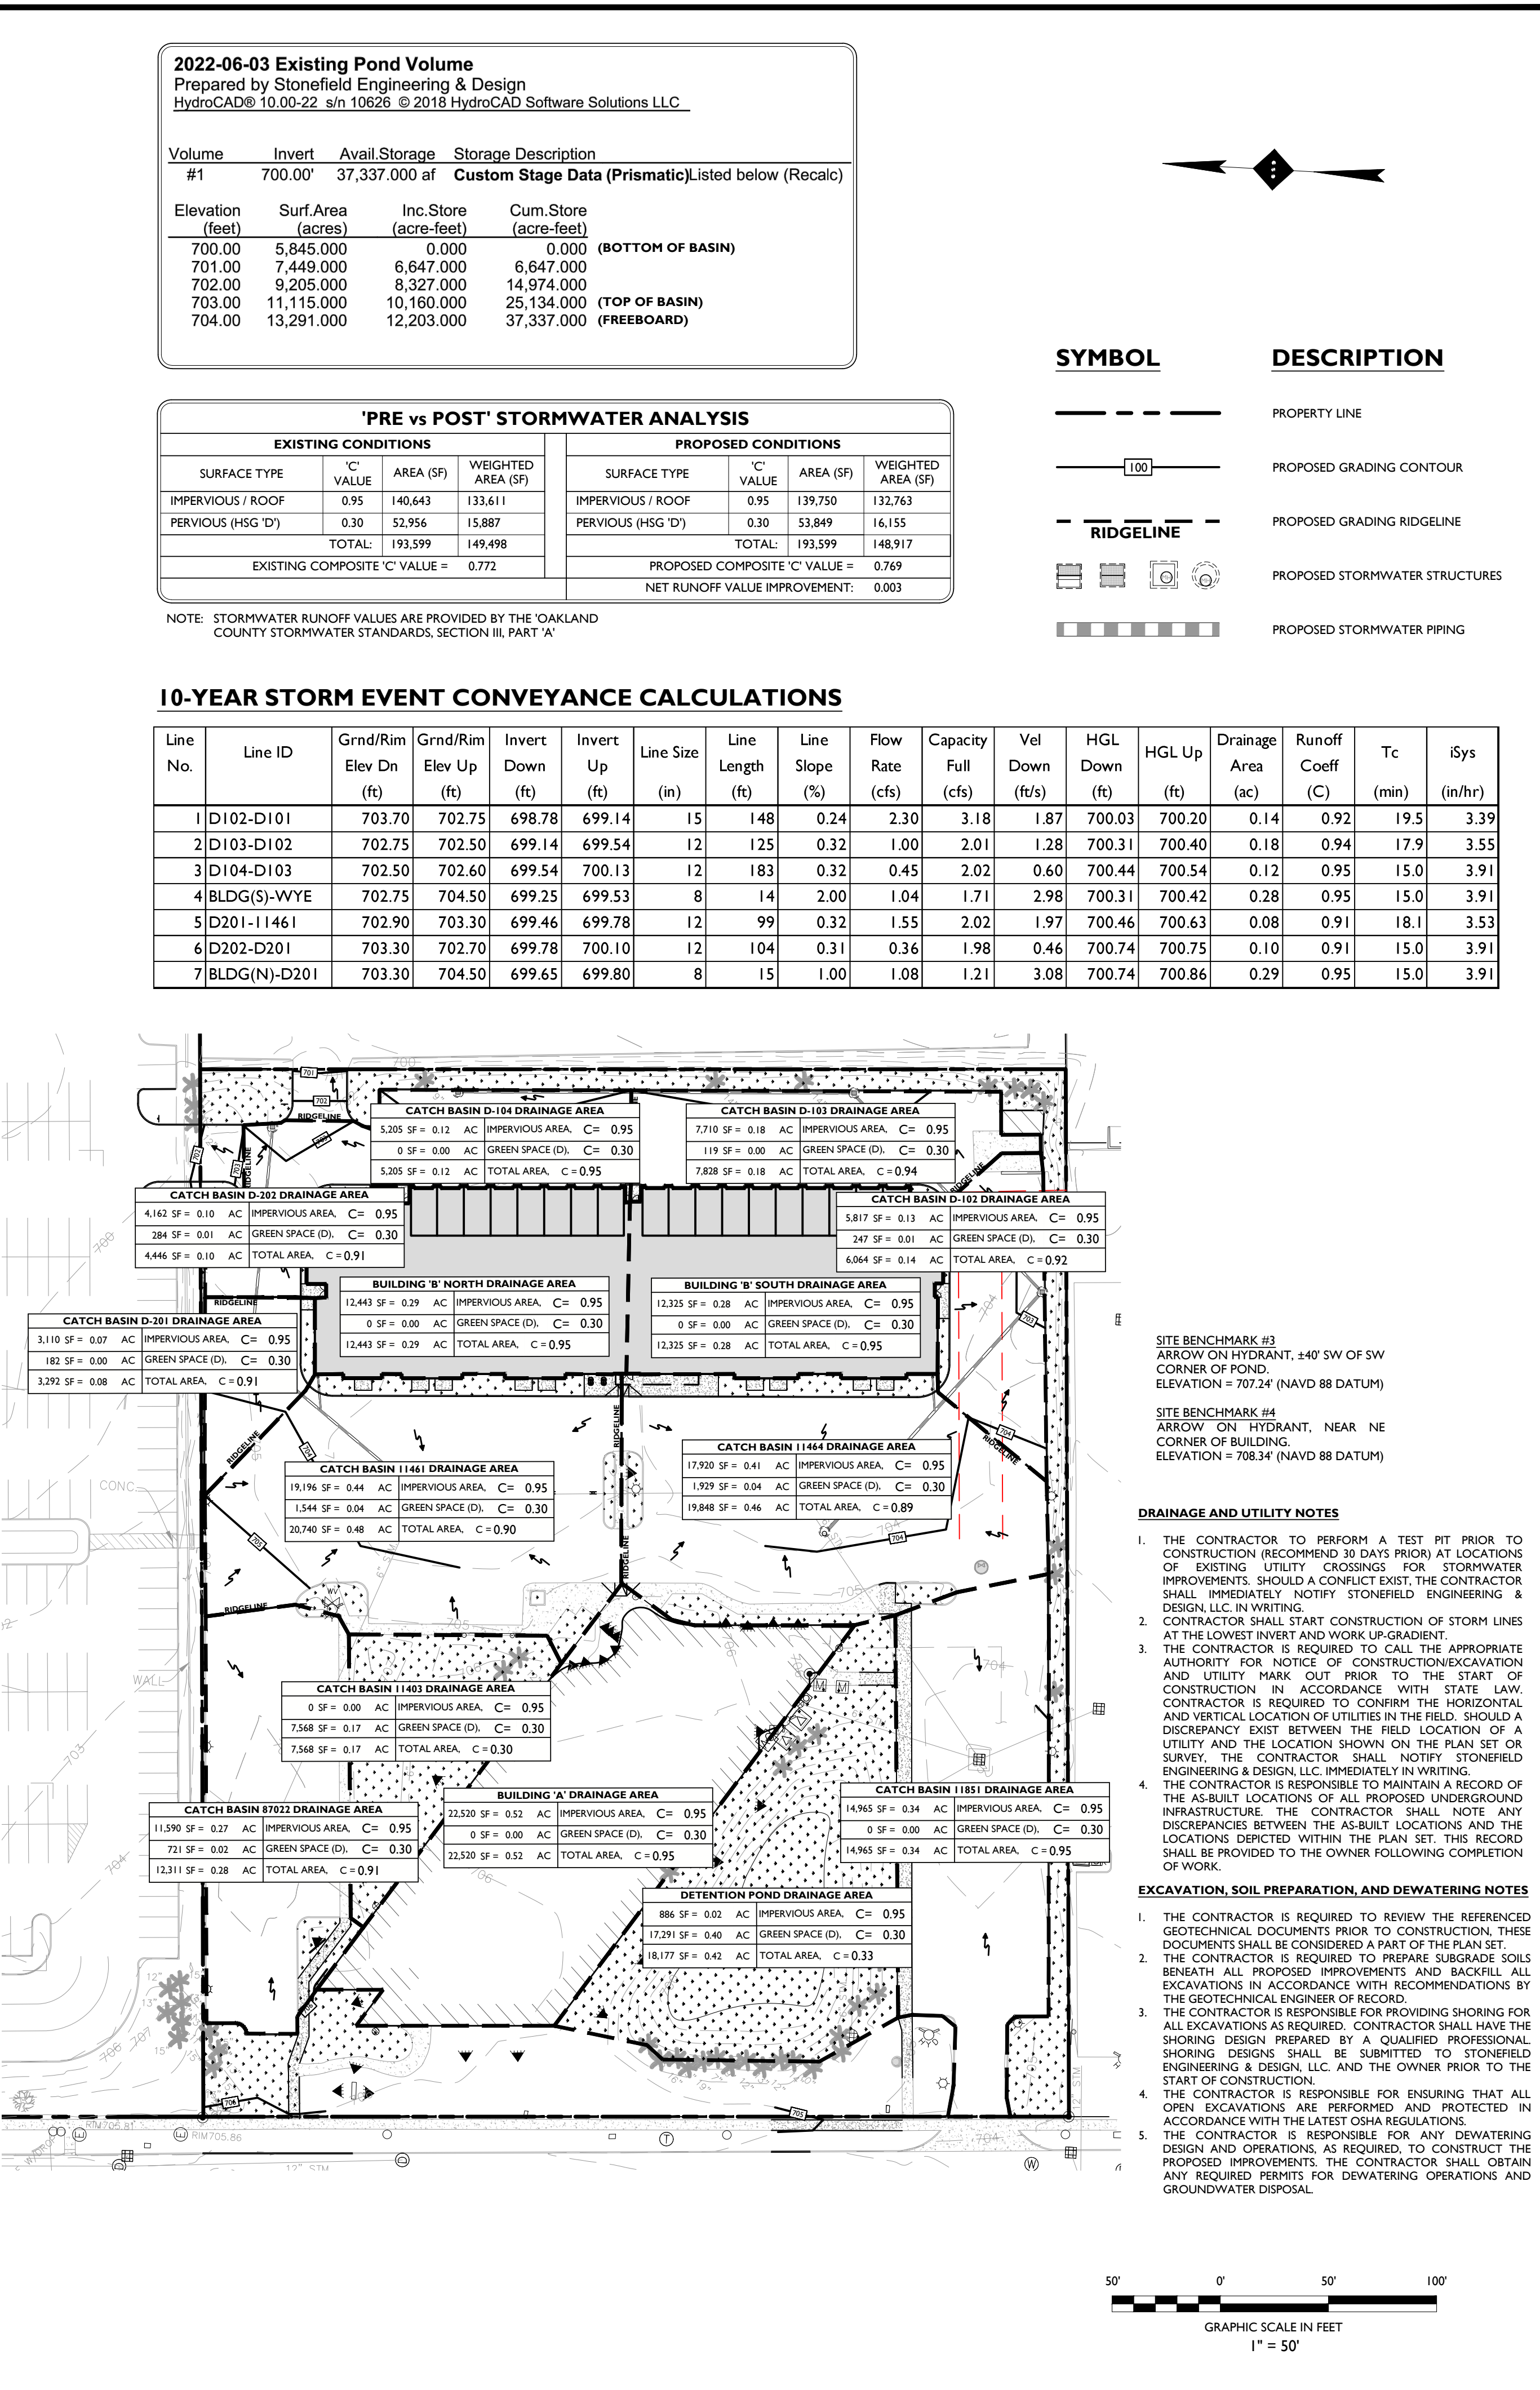 2022-06-03 Existing Pond Volume
Prepared by Stonefield Engineering & Design
HydroCAD® 10.00-22 s/n 10626 © 2018 HydroCAD Software Solutions LLC
Volume Invert Avail.Storage Storage Description
#1 700.00' 37,337.000 af Custom Stage Data (Prismatic)Listed below (Recalc)
Elevation Surf.Area Inc.Store Cum.Store
(feet) (acres) (acre-feet) (acre-feet)
700.00 5,845.000 0.000 0.000 (BOTTOM OF BASIN)
701.00 7,449.000 6,647.000 6,647.000
702.00 9,205.000 8,327.000 14,974.000
703.00 11,115.000 10,160.000 25,134.000 (TOP OF BASIN)
704.00 13,291.000 12,203.000 37,337.000 (FREEBOARD)
'PRE vs POST' STORMWATER ANALYSIS
EXISTING CONDITIONS PROPOSED CONDITIONS
SURFACE TYPE 'C' VALUE AREA (SF) WEIGHTED AREA (SF) SURFACE TYPE 'C' VALUE AREA (SF) WEIGHTED AREA (SF)
IMPERVIOUS / ROOF 0.95 140,643 133,611 IMPERVIOUS / ROOF 0.95 139,750 132,763
PERVIOUS (HSG 'D') 0.30 52,956 15,887 PERVIOUS (HSG 'D') 0.30 53,849 16,155
TOTAL: 193,599 149,498 TOTAL: 193,599 148,917
EXISTING COMPOSITE 'C' VALUE = 0.772 PROPOSED COMPOSITE 'C' VALUE = 0.769
NET RUNOFF VALUE IMPROVEMENT: 0.003
NOTE: STORMWATER RUNOFF VALUES ARE PROVIDED BY THE 'OAKLAND
COUNTY STORMWATER STANDARDS, SECTION III, PART 'A'
SYMBOL DESCRIPTION
PROPERTY LINE
100 PROPOSED GRADING CONTOUR
RIDGELINE PROPOSED GRADING RIDGELINE
PROPOSED STORMWATER STRUCTURES
PROPOSED STORMWATER PIPING
10-YEAR STORM EVENT CONVEYANCE CALCULATIONS
Line No. Line ID Grnd/Rim Elev Dn (ft) Grnd/Rim Elev Up (ft) Invert Down (ft) Invert Up (ft) Line Size (in) Line Length (ft) Line Slope (%) Flow Rate (cfs) Capacity Full (cfs) Vel Down (ft/s) HGL Down (ft) HGL Up (ft) Drainage Area (ac) Runoff Coeff (C) Tc (min) iSys (in/hr)
1 D102-D101 703.70 702.75 698.78 699.14 15 148 0.24 2.30 3.18 1.87 700.03 700.20 0.14 0.92 19.5 3.39
2 D103-D102 702.75 702.50 699.14 699.54 12 125 0.32 1.00 2.01 1.28 700.31 700.40 0.18 0.94 17.9 3.55
3 D104-D103 702.50 702.60 699.54 700.13 12 183 0.32 0.45 2.02 0.60 700.44 700.54 0.12 0.95 15.0 3.91
4 BLDG(S)-WYE 702.75 704.50 699.25 699.53 8 14 2.00 1.04 1.71 2.98 700.31 700.42 0.28 0.95 15.0 3.91
5 D201-11461 702.90 703.30 699.46 699.78 12 99 0.32 1.55 2.02 1.97 700.46 700.63 0.08 0.91 18.1 3.53
6 D202-D201 703.30 702.70 699.78 700.10 12 104 0.31 0.36 1.98 0.46 700.74 700.75 0.10 0.91 15.0 3.91
7 BLDG(N)-D201 703.30 704.50 699.65 699.80 8 15 1.00 1.08 1.21 3.08 700.74 700.86 0.29 0.95 15.0 3.91
CATCH BASIN D-104 DRAINAGE AREA
5,205 SF = 0.12 AC IMPERVIOUS AREA, C= 0.95
0 SF = 0.00 AC GREEN SPACE (D), C= 0.30
5,205 SF = 0.12 AC TOTAL AREA, C = 0.95
CATCH BASIN D-103 DRAINAGE AREA
7,710 SF = 0.18 AC IMPERVIOUS AREA, C= 0.95
119 SF = 0.00 AC GREEN SPACE (D), C= 0.30
7,828 SF = 0.18 AC TOTAL AREA, C = 0.94
CATCH BASIN D-202 DRAINAGE AREA
4,162 SF = 0.10 AC IMPERVIOUS AREA, C= 0.95
284 SF = 0.01 AC GREEN SPACE (D), C= 0.30
4,446 SF = 0.10 AC TOTAL AREA, C = 0.91
CATCH BASIN D-102 DRAINAGE AREA
5,817 SF = 0.13 AC IMPERVIOUS AREA, C= 0.95
247 SF = 0.01 AC GREEN SPACE (D), C= 0.30
6,064 SF = 0.14 AC TOTAL AREA, C = 0.92
BUILDING 'B' NORTH DRAINAGE AREA
12,443 SF = 0.29 AC IMPERVIOUS AREA, C= 0.95
0 SF = 0.00 AC GREEN SPACE (D), C= 0.30
12,443 SF = 0.29 AC TOTAL AREA, C = 0.95
BUILDING 'B' SOUTH DRAINAGE AREA
12,325 SF = 0.28 AC IMPERVIOUS AREA, C= 0.95
0 SF = 0.00 AC GREEN SPACE (D), C= 0.30
12,325 SF = 0.28 AC TOTAL AREA, C = 0.95
CATCH BASIN D-201 DRAINAGE AREA
3,110 SF = 0.07 AC IMPERVIOUS AREA, C= 0.95
182 SF = 0.00 AC GREEN SPACE (D), C= 0.30
3,292 SF = 0.08 AC TOTAL AREA, C = 0.91
CATCH BASIN 11461 DRAINAGE AREA
19,196 SF = 0.44 AC IMPERVIOUS AREA, C= 0.95
1,544 SF = 0.04 AC GREEN SPACE (D), C= 0.30
20,740 SF = 0.48 AC TOTAL AREA, C = 0.90
CATCH BASIN 11464 DRAINAGE AREA
17,920 SF = 0.41 AC IMPERVIOUS AREA, C= 0.95
1,929 SF = 0.04 AC GREEN SPACE (D), C= 0.30
19,848 SF = 0.46 AC TOTAL AREA, C = 0.89
CATCH BASIN 11403 DRAINAGE AREA
0 SF = 0.00 AC IMPERVIOUS AREA, C= 0.95
7,568 SF = 0.17 AC GREEN SPACE (D), C= 0.30
7,568 SF = 0.17 AC TOTAL AREA, C = 0.30
CATCH BASIN 87022 DRAINAGE AREA
11,590 SF = 0.27 AC IMPERVIOUS AREA, C= 0.95
721 SF = 0.02 AC GREEN SPACE (D), C= 0.30
12,311 SF = 0.28 AC TOTAL AREA, C = 0.91
BUILDING 'A' DRAINAGE AREA
22,520 SF = 0.52 AC IMPERVIOUS AREA, C= 0.95
0 SF = 0.00 AC GREEN SPACE (D), C= 0.30
22,520 SF = 0.52 AC TOTAL AREA, C = 0.95
CATCH BASIN 11851 DRAINAGE AREA
14,965 SF = 0.34 AC IMPERVIOUS AREA, C= 0.95
0 SF = 0.00 AC GREEN SPACE (D), C= 0.30
14,965 SF = 0.34 AC TOTAL AREA, C = 0.95
DETENTION POND DRAINAGE AREA
886 SF = 0.02 AC IMPERVIOUS AREA, C= 0.95
17,291 SF = 0.40 AC GREEN SPACE (D), C= 0.30
18,177 SF = 0.42 AC TOTAL AREA, C = 0.33
700
701
702
RIDGELINE
RIDGELINE
RIDGELINE
700
RIDGELINE
704
703
RIDGELINE
RIDGELINE
704
704
RIDGELINE
CONC
705
704
704
RIDGELINE
WV
705
RIDGELINE
706
WALL
704
703
M M
704
706
706
707
12"
13"
15"
706
705
RIM705.81
RIM705.86
T
704
W
12" STM
SITE BENCHMARK #3
ARROW ON HYDRANT, ±40' SW OF SW
CORNER OF POND.
ELEVATION = 707.24' (NAVD 88 DATUM)
SITE BENCHMARK #4
ARROW ON HYDRANT, NEAR NE
CORNER OF BUILDING.
ELEVATION = 708.34' (NAVD 88 DATUM)
DRAINAGE AND UTILITY NOTES
1. THE CONTRACTOR TO PERFORM A TEST PIT PRIOR TO
CONSTRUCTION (RECOMMEND 30 DAYS PRIOR) AT LOCATIONS
OF EXISTING UTILITY CROSSINGS FOR STORMWATER
IMPROVEMENTS. SHOULD A CONFLICT EXIST, THE CONTRACTOR
SHALL IMMEDIATELY NOTIFY STONEFIELD ENGINEERING &
DESIGN, LLC. IN WRITING.
2. CONTRACTOR SHALL START CONSTRUCTION OF STORM LINES
AT THE LOWEST INVERT AND WORK UP-GRADIENT.
3. THE CONTRACTOR IS REQUIRED TO CALL THE APPROPRIATE
AUTHORITY FOR NOTICE OF CONSTRUCTION/EXCAVATION
AND UTILITY MARK OUT PRIOR TO THE START OF
CONSTRUCTION IN ACCORDANCE WITH STATE LAW.
CONTRACTOR IS REQUIRED TO CONFIRM THE HORIZONTAL
AND VERTICAL LOCATION OF UTILITIES IN THE FIELD. SHOULD A
DISCREPANCY EXIST BETWEEN THE FIELD LOCATION OF A
UTILITY AND THE LOCATION SHOWN ON THE PLAN SET OR
SURVEY, THE CONTRACTOR SHALL NOTIFY STONEFIELD
ENGINEERING & DESIGN, LLC. IMMEDIATELY IN WRITING.
4. THE CONTRACTOR IS RESPONSIBLE TO MAINTAIN A RECORD OF
THE AS-BUILT LOCATIONS OF ALL PROPOSED UNDERGROUND
INFRASTRUCTURE. THE CONTRACTOR SHALL NOTE ANY
DISCREPANCIES BETWEEN THE AS-BUILT LOCATIONS AND THE
LOCATIONS DEPICTED WITHIN THE PLAN SET. THIS RECORD
SHALL BE PROVIDED TO THE OWNER FOLLOWING COMPLETION
OF WORK.
EXCAVATION, SOIL PREPARATION, AND DEWATERING NOTES
1. THE CONTRACTOR IS REQUIRED TO REVIEW THE REFERENCED
GEOTECHNICAL DOCUMENTS PRIOR TO CONSTRUCTION, THESE
DOCUMENTS SHALL BE CONSIDERED A PART OF THE PLAN SET.
2. THE CONTRACTOR IS REQUIRED TO PREPARE SUBGRADE SOILS
BENEATH ALL PROPOSED IMPROVEMENTS AND BACKFILL ALL
EXCAVATIONS IN ACCORDANCE WITH RECOMMENDATIONS BY
THE GEOTECHNICAL ENGINEER OF RECORD.
3. THE CONTRACTOR IS RESPONSIBLE FOR PROVIDING SHORING FOR
ALL EXCAVATIONS AS REQUIRED. CONTRACTOR SHALL HAVE THE
SHORING DESIGN PREPARED BY A QUALIFIED PROFESSIONAL.
SHORING DESIGNS SHALL BE SUBMITTED TO STONEFIELD
ENGINEERING & DESIGN, LLC. AND THE OWNER PRIOR TO THE
START OF CONSTRUCTION.
4. THE CONTRACTOR IS RESPONSIBLE FOR ENSURING THAT ALL
OPEN EXCAVATIONS ARE PERFORMED AND PROTECTED IN
ACCORDANCE WITH THE LATEST OSHA REGULATIONS.
5. THE CONTRACTOR IS RESPONSIBLE FOR ANY DEWATERING
DESIGN AND OPERATIONS, AS REQUIRED, TO CONSTRUCT THE
PROPOSED IMPROVEMENTS. THE CONTRACTOR SHALL OBTAIN
ANY REQUIRED PERMITS FOR DEWATERING OPERATIONS AND
GROUNDWATER DISPOSAL.
50' 0' 50' 100'
GRAPHIC SCALE IN FEET
1" = 50'